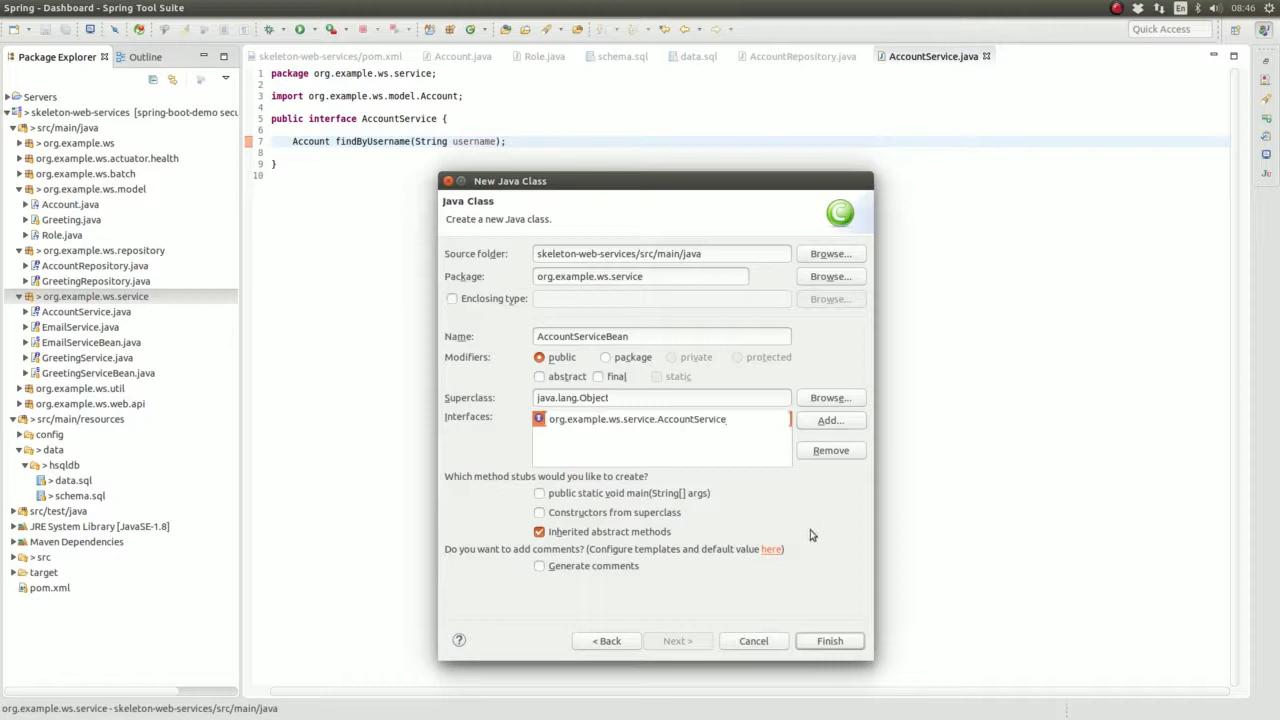 Spring - Dashboard - Spring Tool Suite
En
08:46
Quick Access
Package Explorer
Outline
Servers
> skeleton-web-services [spring-boot-demo secu
> src/main/java
> org.example.ws
> org.example.ws.actuator.health
> org.example.ws.batch
> org.example.ws.model
> Account.java
> Greeting.java
> Role.java
> org.example.ws.repository
> AccountRepository.java
> GreetingRepository.java
> org.example.ws.service
> AccountService.java
> EmailService.java
> EmailServiceBean.java
> GreetingService.java
> GreetingServiceBean.java
> org.example.ws.util
> org.example.ws.web.api
> src/main/resources
> config
> data
> hsqldb
> data.sql
> schema.sql
> src/test/java
JRE System Library [JavaSE-1.8]
Maven Dependencies
> src
target
> pom.xml
skeleton-web-services/pom.xml
Account.java
Role.java
schema.sql
data.sql
AccountRepository.java
AccountService.java
1 package org.example.ws.service;
2
3 import org.example.ws.model.Account;
4
5 public interface AccountService {
6
7 Account findByUsername(String username);
8
9 }
10
New Java Class
Java Class
Create a new Java class.
Source folder: skeleton-web-services/src/main/java Browse...
Package: org.example.ws.service Browse...
Enclosing type: Browse...
Name: AccountServiceBean
Modifiers: public package private protected
abstract final static
Superclass: java.lang.Object Browse...
Interfaces: org.example.ws.service.AccountService Add...
Remove
Which method stubs would you like to create?
public static void main(String[] args)
Constructors from superclass
Inherited abstract methods
Do you want to add comments? (Configure templates and default value here)
Generate comments
? < Back Next > Cancel Finish
org.example.ws.service - skeleton-web-services/src/main/java